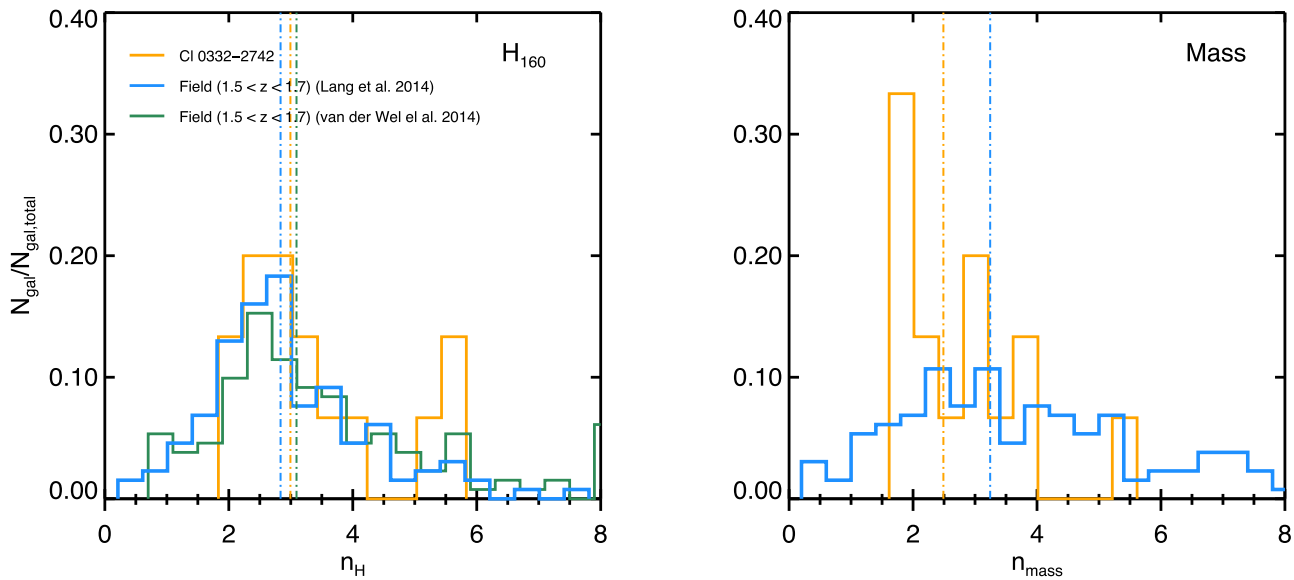 0.40
0.30
0.20
0.10
0.00
N_gal/N_gal,total
H_160
Cl 0332−2742
Field (1.5 < z < 1.7) (Lang et al. 2014)
Field (1.5 < z < 1.7) (van der Wel el al. 2014)
0 2 4 6 8
n_H
0.40
0.30
0.20
0.10
0.00
Mass
0 2 4 6 8
n_mass